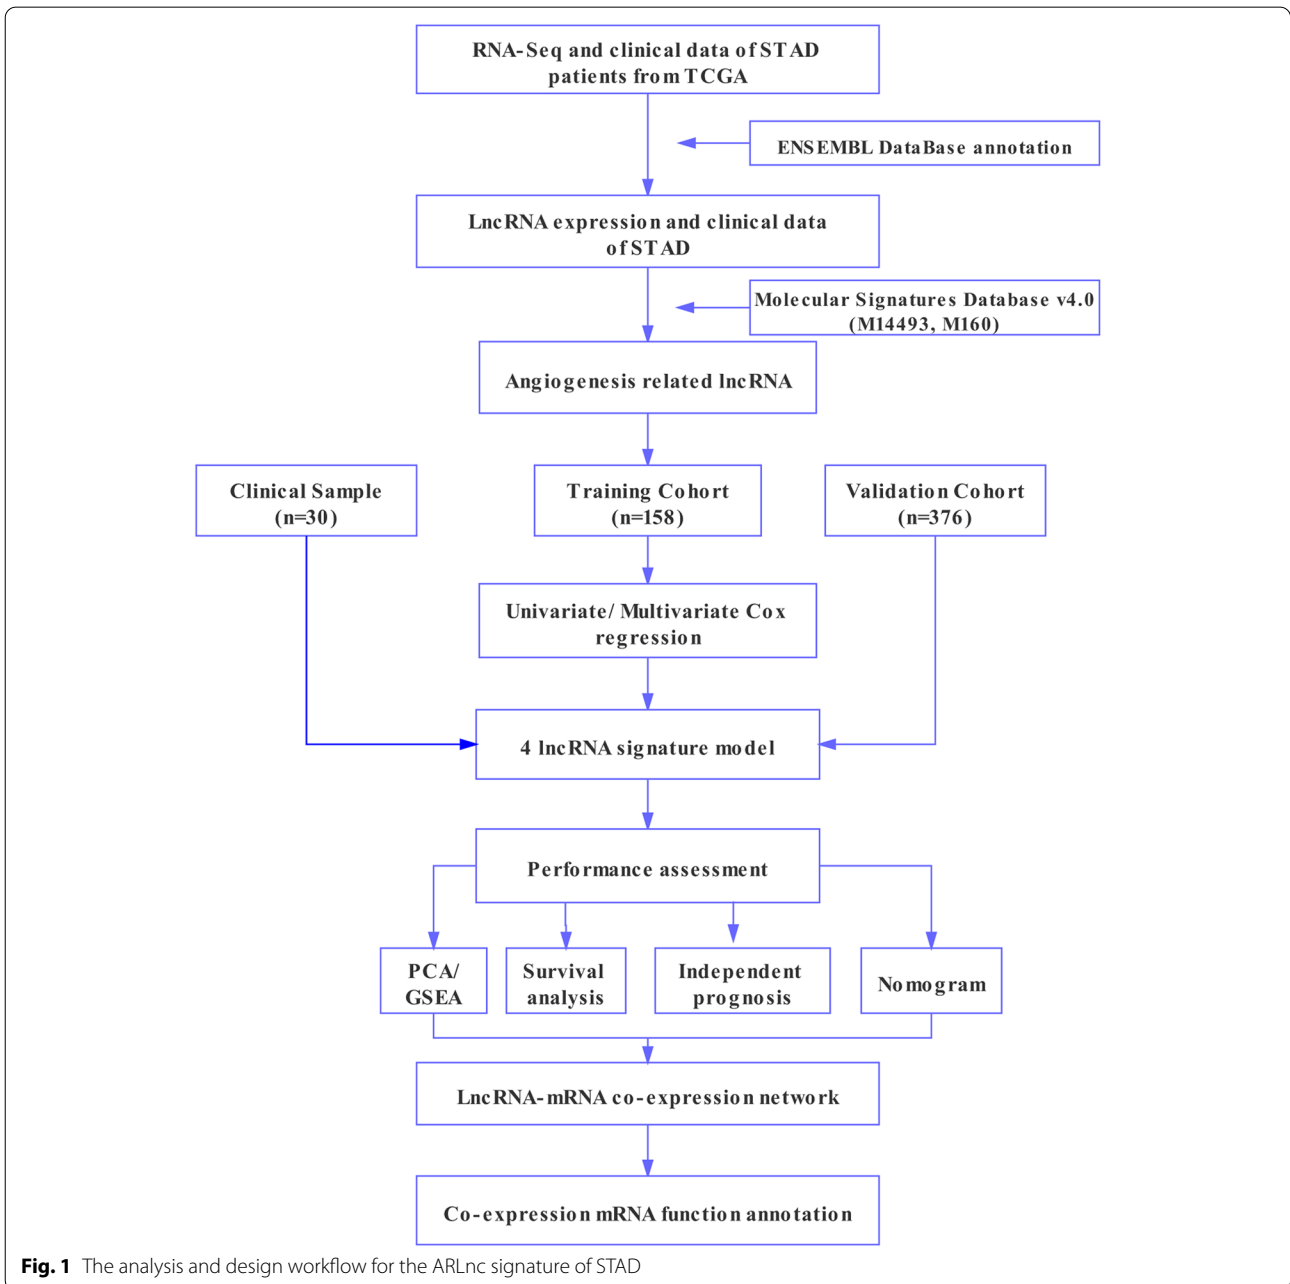 RNA-Seq and clinical data of STAD
patients from TCGA
ENSEMBL DataBase annotation
LncRNA expression and clinical data
of STAD
Molecular Signatures Database v4.0
(M14493, M160)
Angiogenesis related lncRNA
Clinical Sample
(n=30)
Training Cohort
(n=158)
Validation Cohort
(n=376)
Univariate/ Multivariate Cox
regression
4 lncRNA signature model
Performance assessment
PCA/
GSEA
Survival
analysis
Independent
prognosis
Nomogram
LncRNA-mRNA co-expression network
Co-expression mRNA function annotation
Fig. 1 The analysis and design workflow for the ARLnc signature of STAD